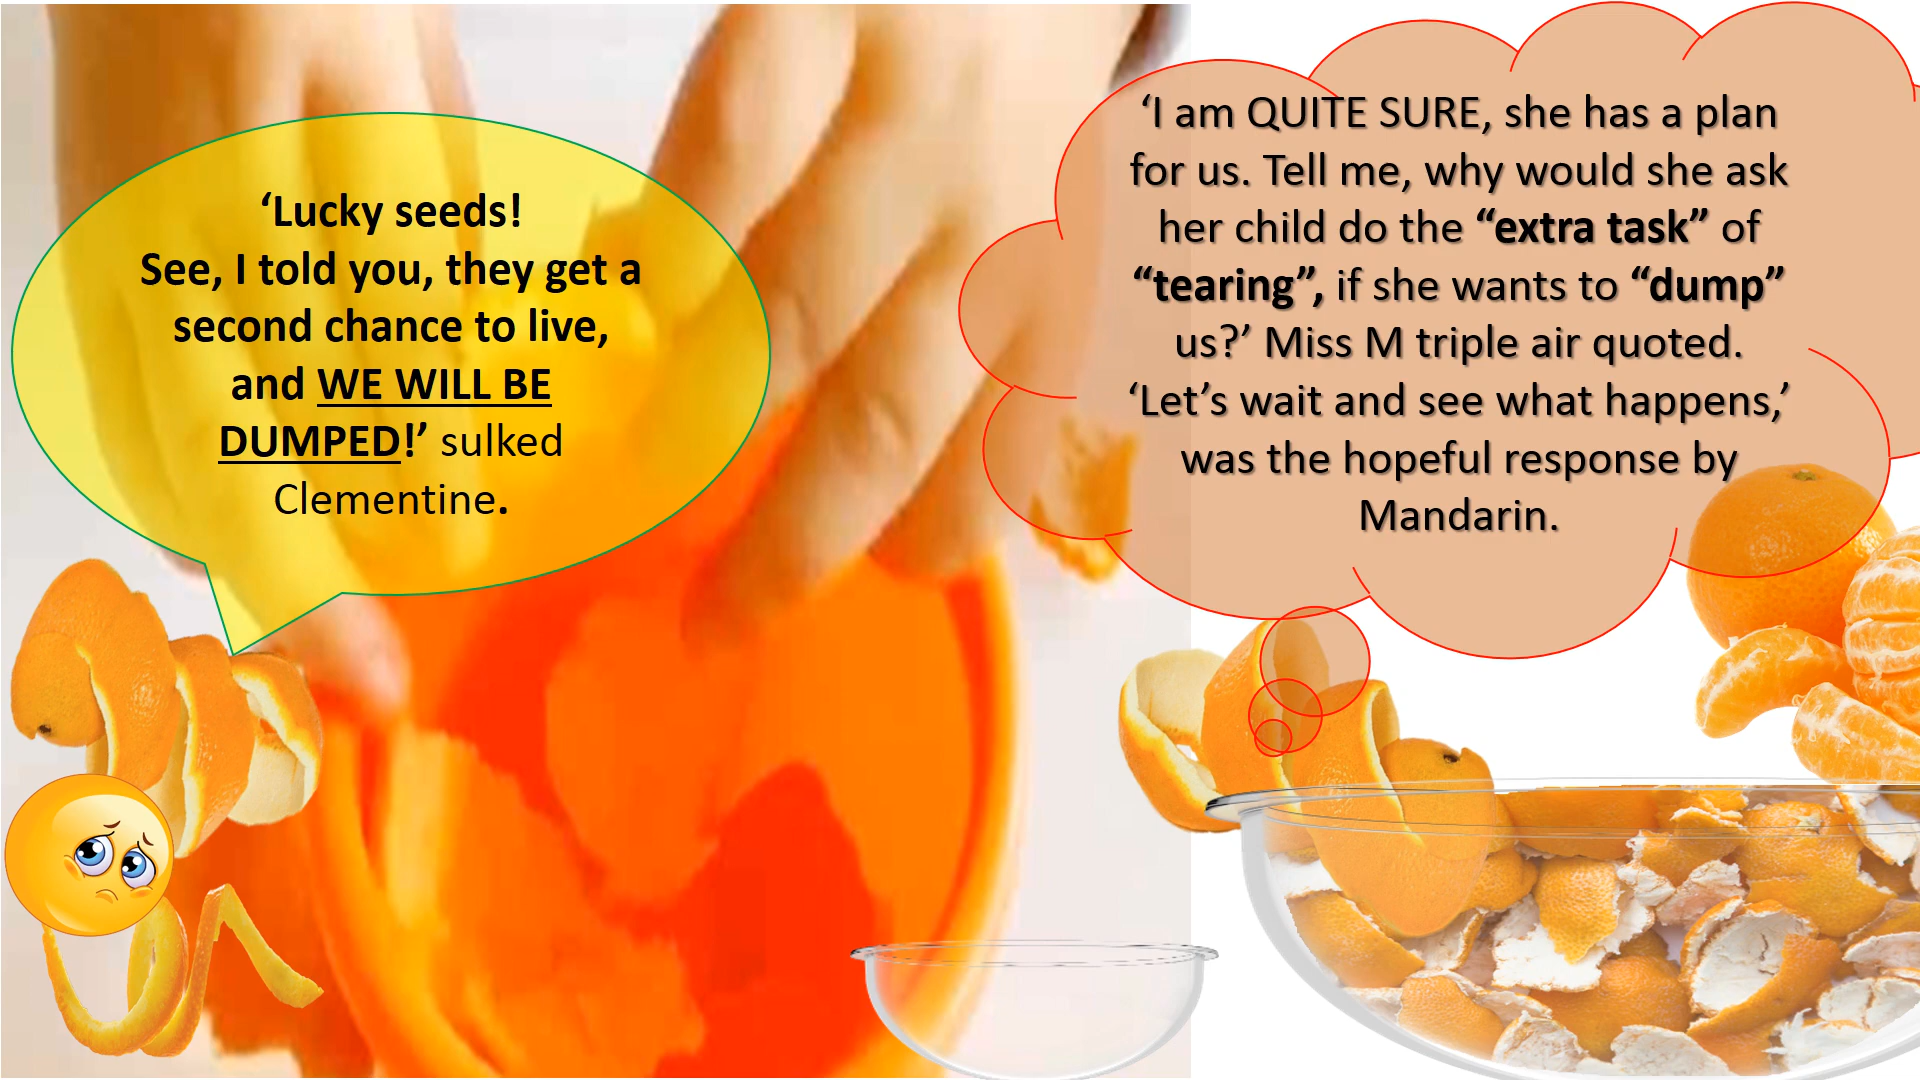 ‘Lucky seeds!
See, I told you, they get a
second chance to live,
and WE WILL BE
DUMPED!’ sulked
Clementine.
‘I am QUITE SURE, she has a plan
for us. Tell me, why would she ask
her child do the “extra task” of
“tearing”, if she wants to “dump”
us?’ Miss M triple air quoted.
‘Let’s wait and see what happens,’
was the hopeful response by
Mandarin.